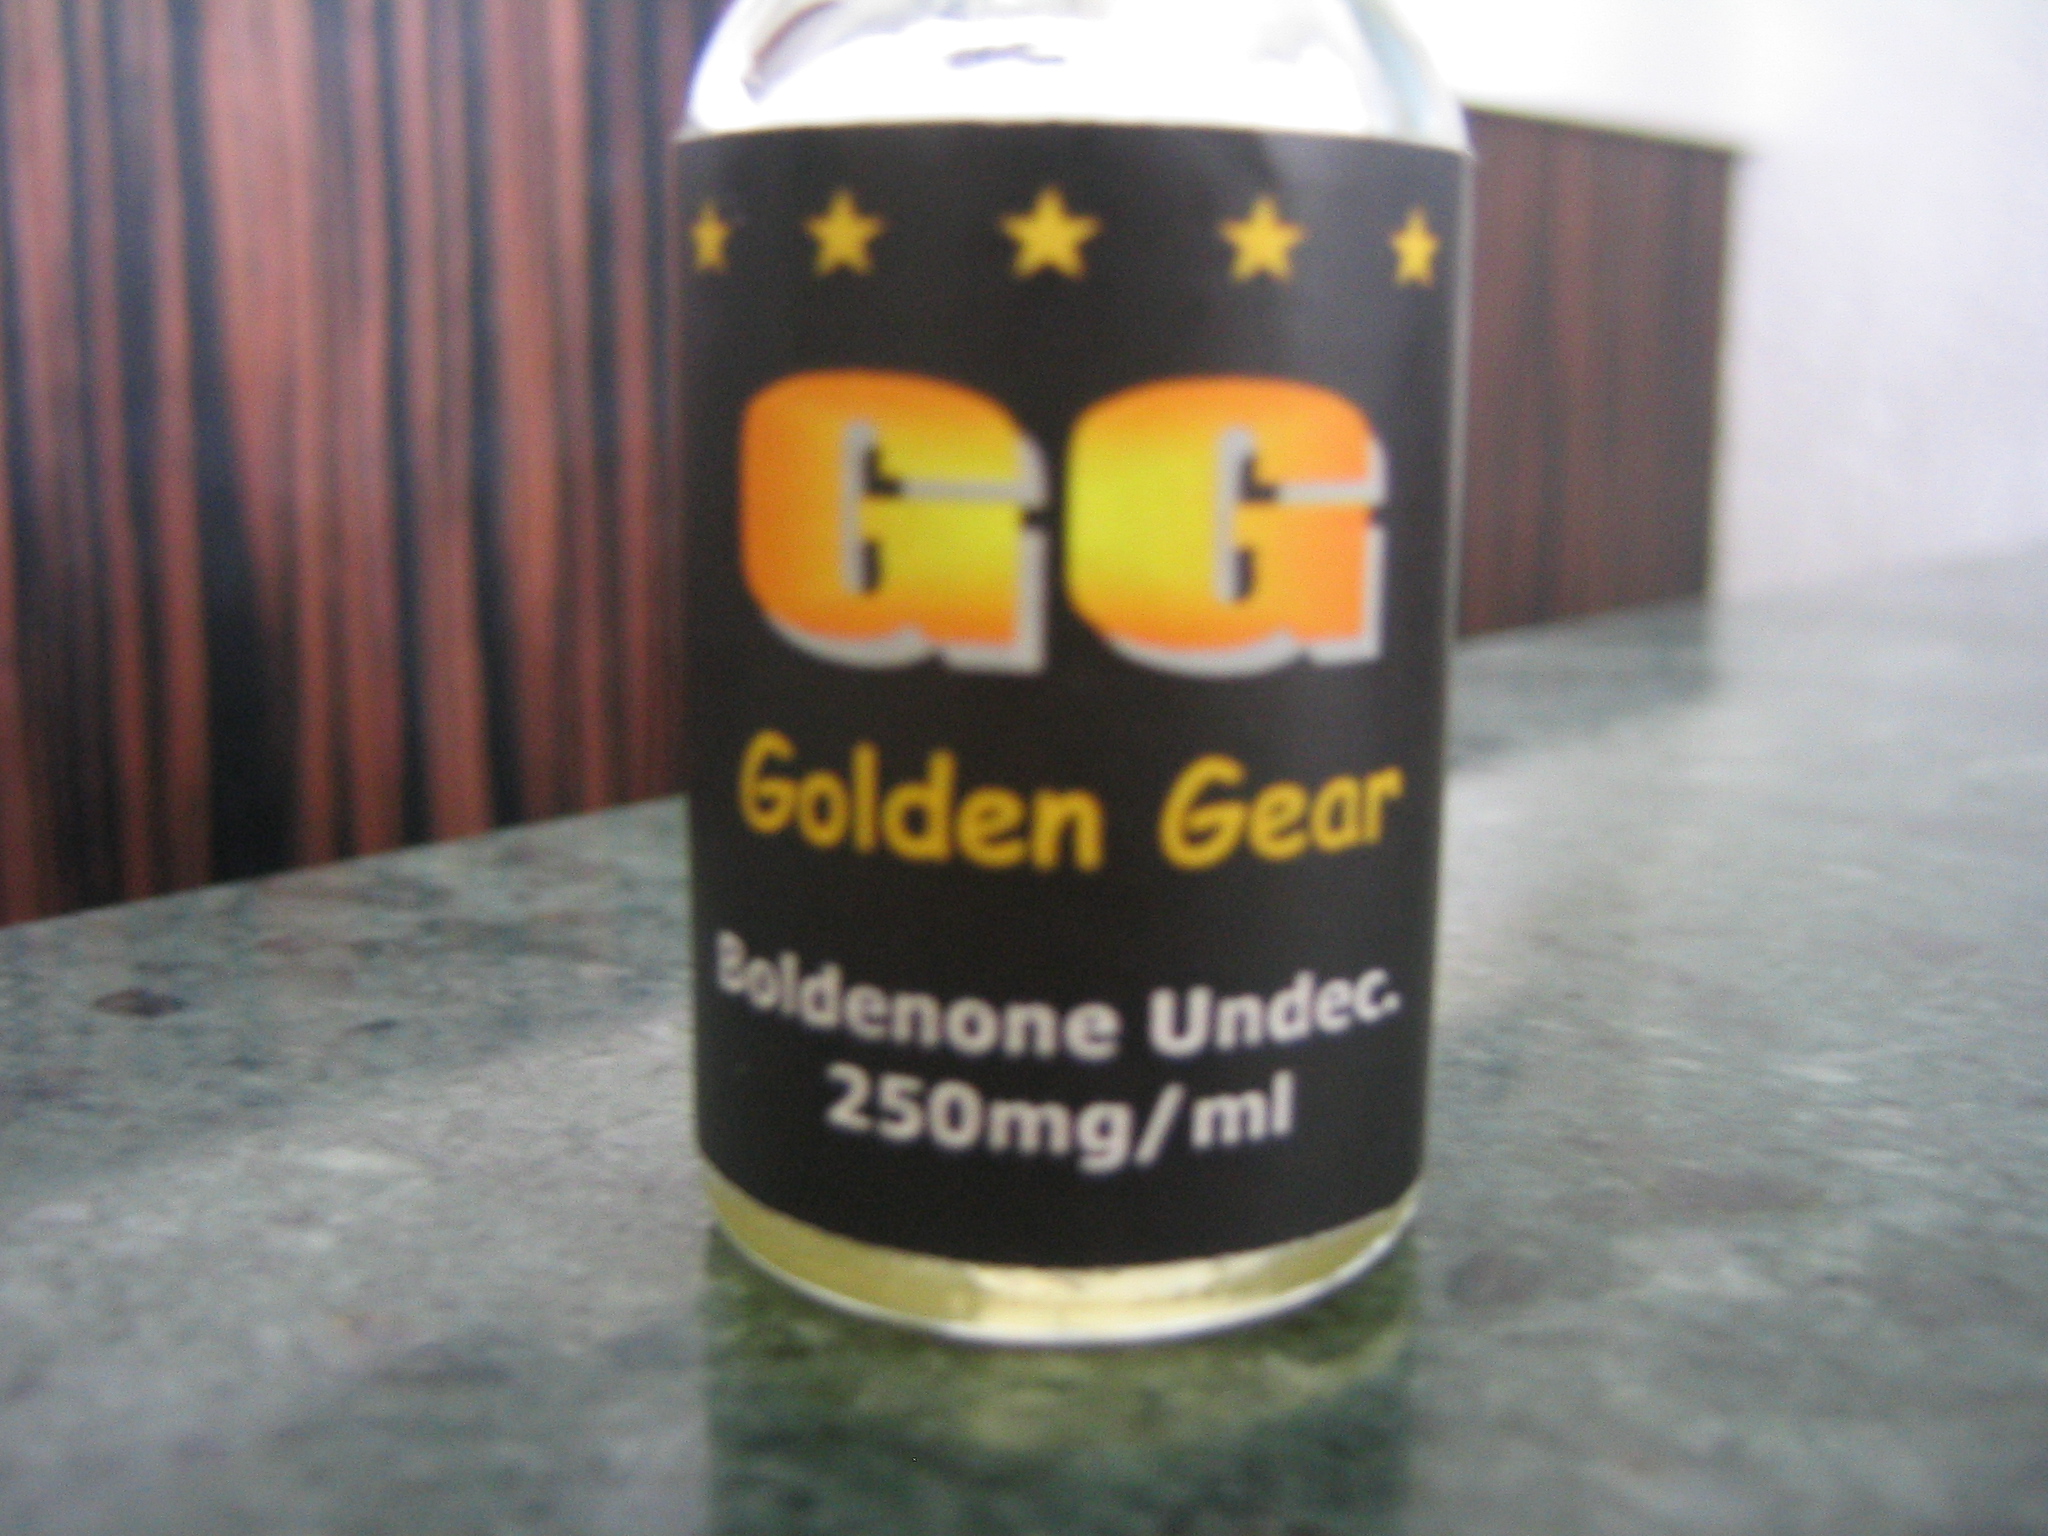 GG
Golden Gear
Boldenone Undec.
250mg/ml